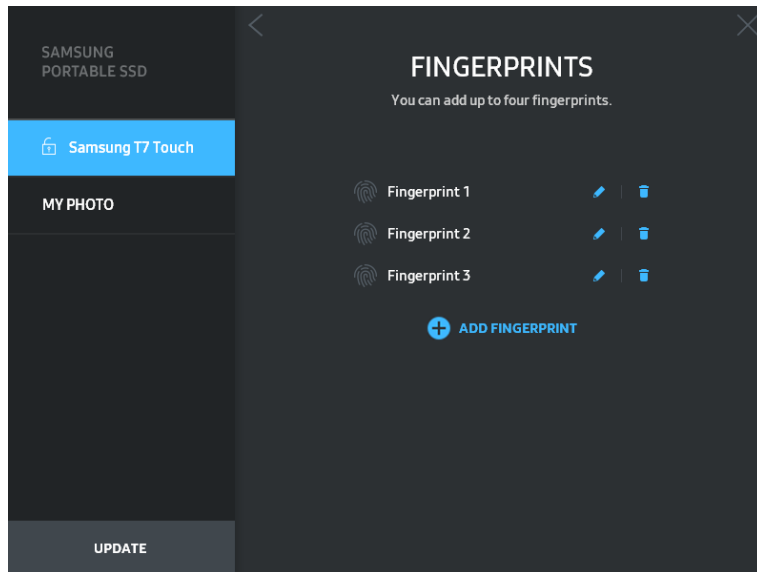 SAMSUNG
PORTABLE SSD
Samsung T7 Touch
MY PHOTO
UPDATE
FINGERPRINTS
You can add up to four fingerprints.
Fingerprint 1
Fingerprint 2
Fingerprint 3
ADD FINGERPRINT